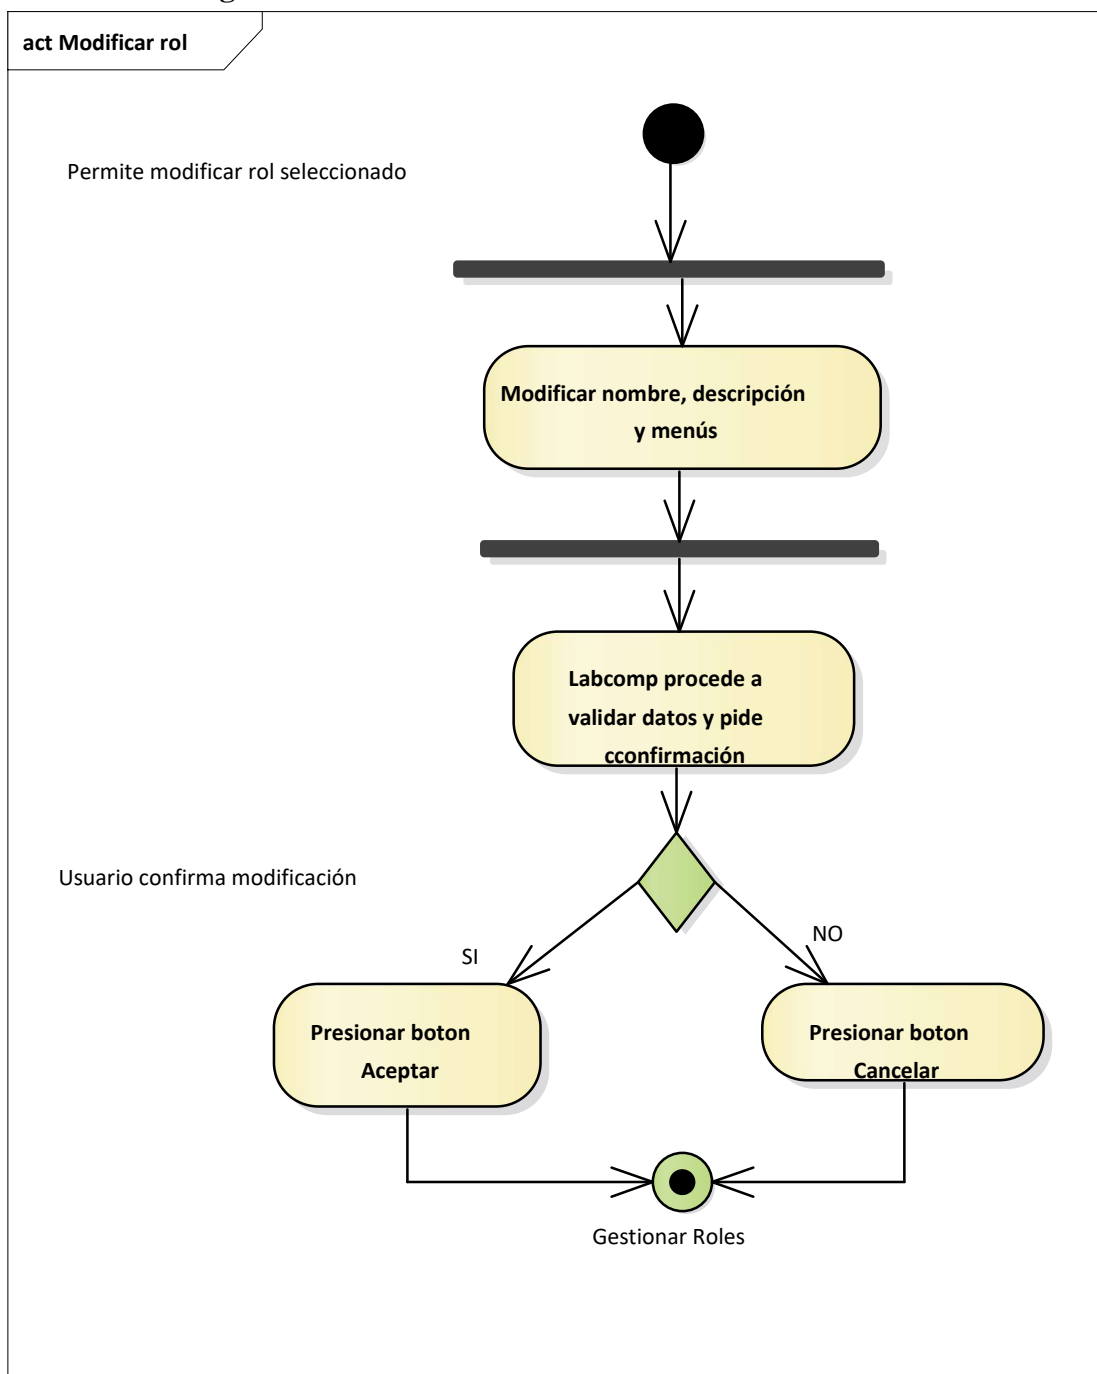 act Modificar rol
Permite modificar rol seleccionado
Modificar nombre, descripción
y menús
Labcomp procede a
validar datos y pide
cconfirmación
Usuario confirma modificación
SI
NO
Presionar boton
Aceptar
Presionar boton
Cancelar
Gestionar Roles